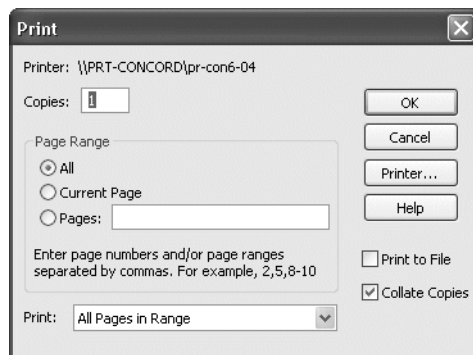 Print
Printer: \\PRT-CONCORD\pr-con6-04
Copies: 1
OK
Cancel
Printer...
Help
Page Range
All
Current Page
Pages:
Enter page numbers and/or page ranges
separated by commas. For example, 2,5,8-10
Print to File
Collate Copies
Print: All Pages in Range